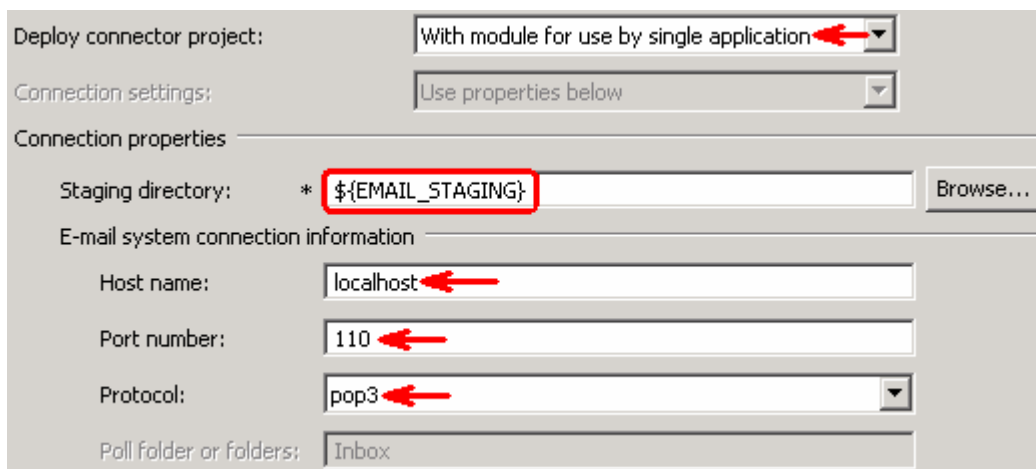 Deploy connector project: With module for use by single application
Connection settings: Use properties below
Connection properties
Staging directory: * ${EMAIL_STAGING} Browse...
E-mail system connection information
Host name: localhost
Port number: 110
Protocol: pop3
Poll folder or folders: Inbox